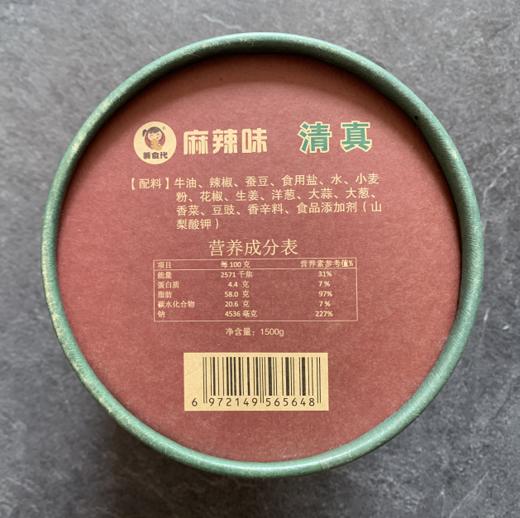 麻辣味 清真
【配料】牛油、辣椒、蚕豆、食用盐、水、小麦
粉、花椒、生姜、洋葱、大蒜、大葱、
香菜、豆豉、香辛料、食品添加剂（山
梨酸钾）
营养成分表
项目 每 100 克 营养素参考值%
能量 2571 千焦 31%
蛋白质 4.4 克 7 %
脂肪 58.0 克 97%
碳水化合物 20.6 克 7 %
钠 4536 毫克 227%
净含量：1500g
6 972149 565648